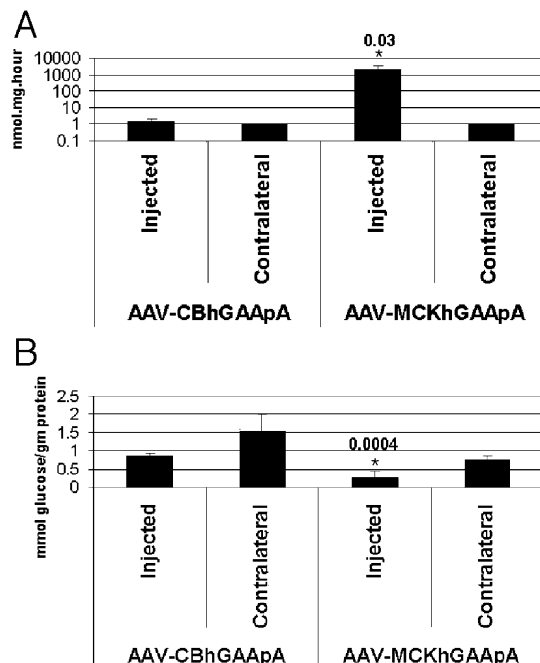 A
0.03
*
nmol.mg.hour
10000
1000
100
10
1
0.1
Injected
Contralateral
Injected
Contralateral
AAV-CBhGAApA
AAV-MCKhGAApA
B
mmol glucose/gm protein
2.5
2
1.5
1
0.5
0
0.0004
*
Injected
Contralateral
Injected
Contralateral
AAV-CBhGAApA
AAV-MCKhGAApA